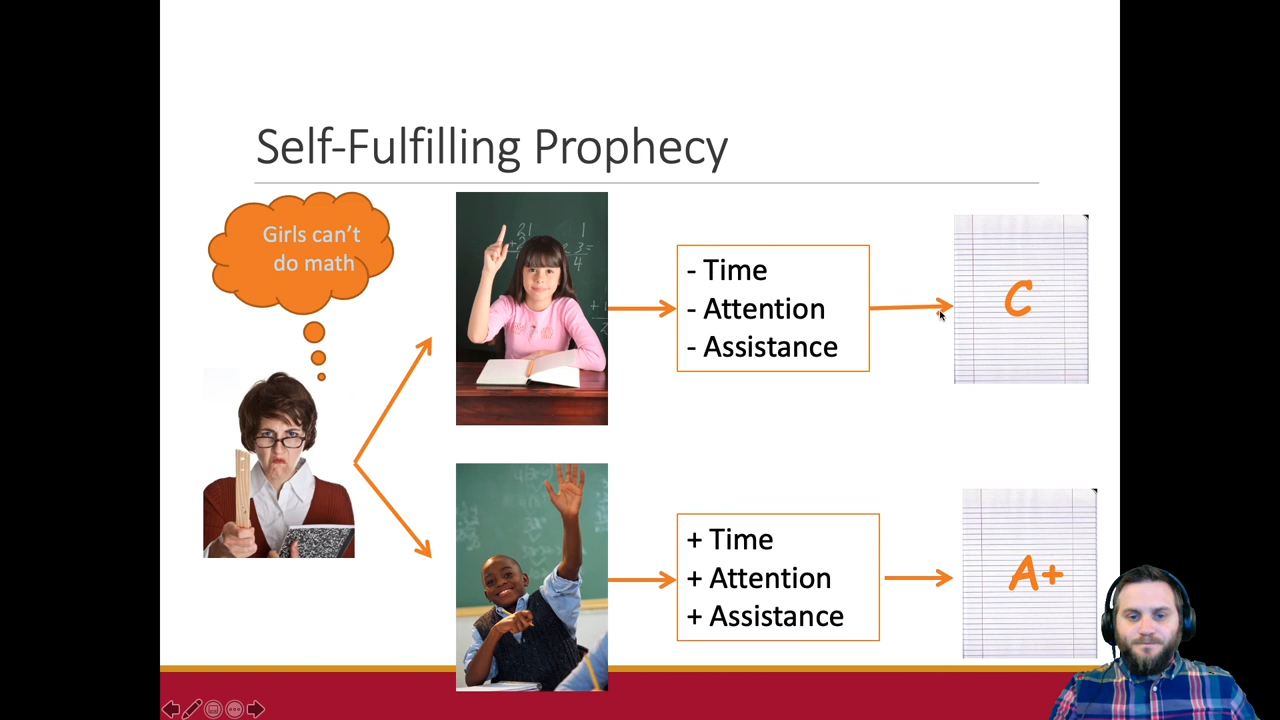 Self-Fulfilling Prophecy
Girls can't
do math
- Time
- Attention
- Assistance
C
+ Time
+ Attention
+ Assistance
A+